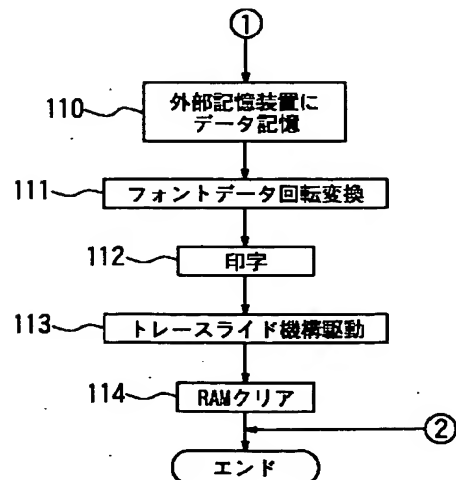 ①
110
外部記憶装置に
データ記憶
111
フォントデータ回転変換
112
印字
113
トレースライド機構駆動
114
RAMクリア
②
エンド